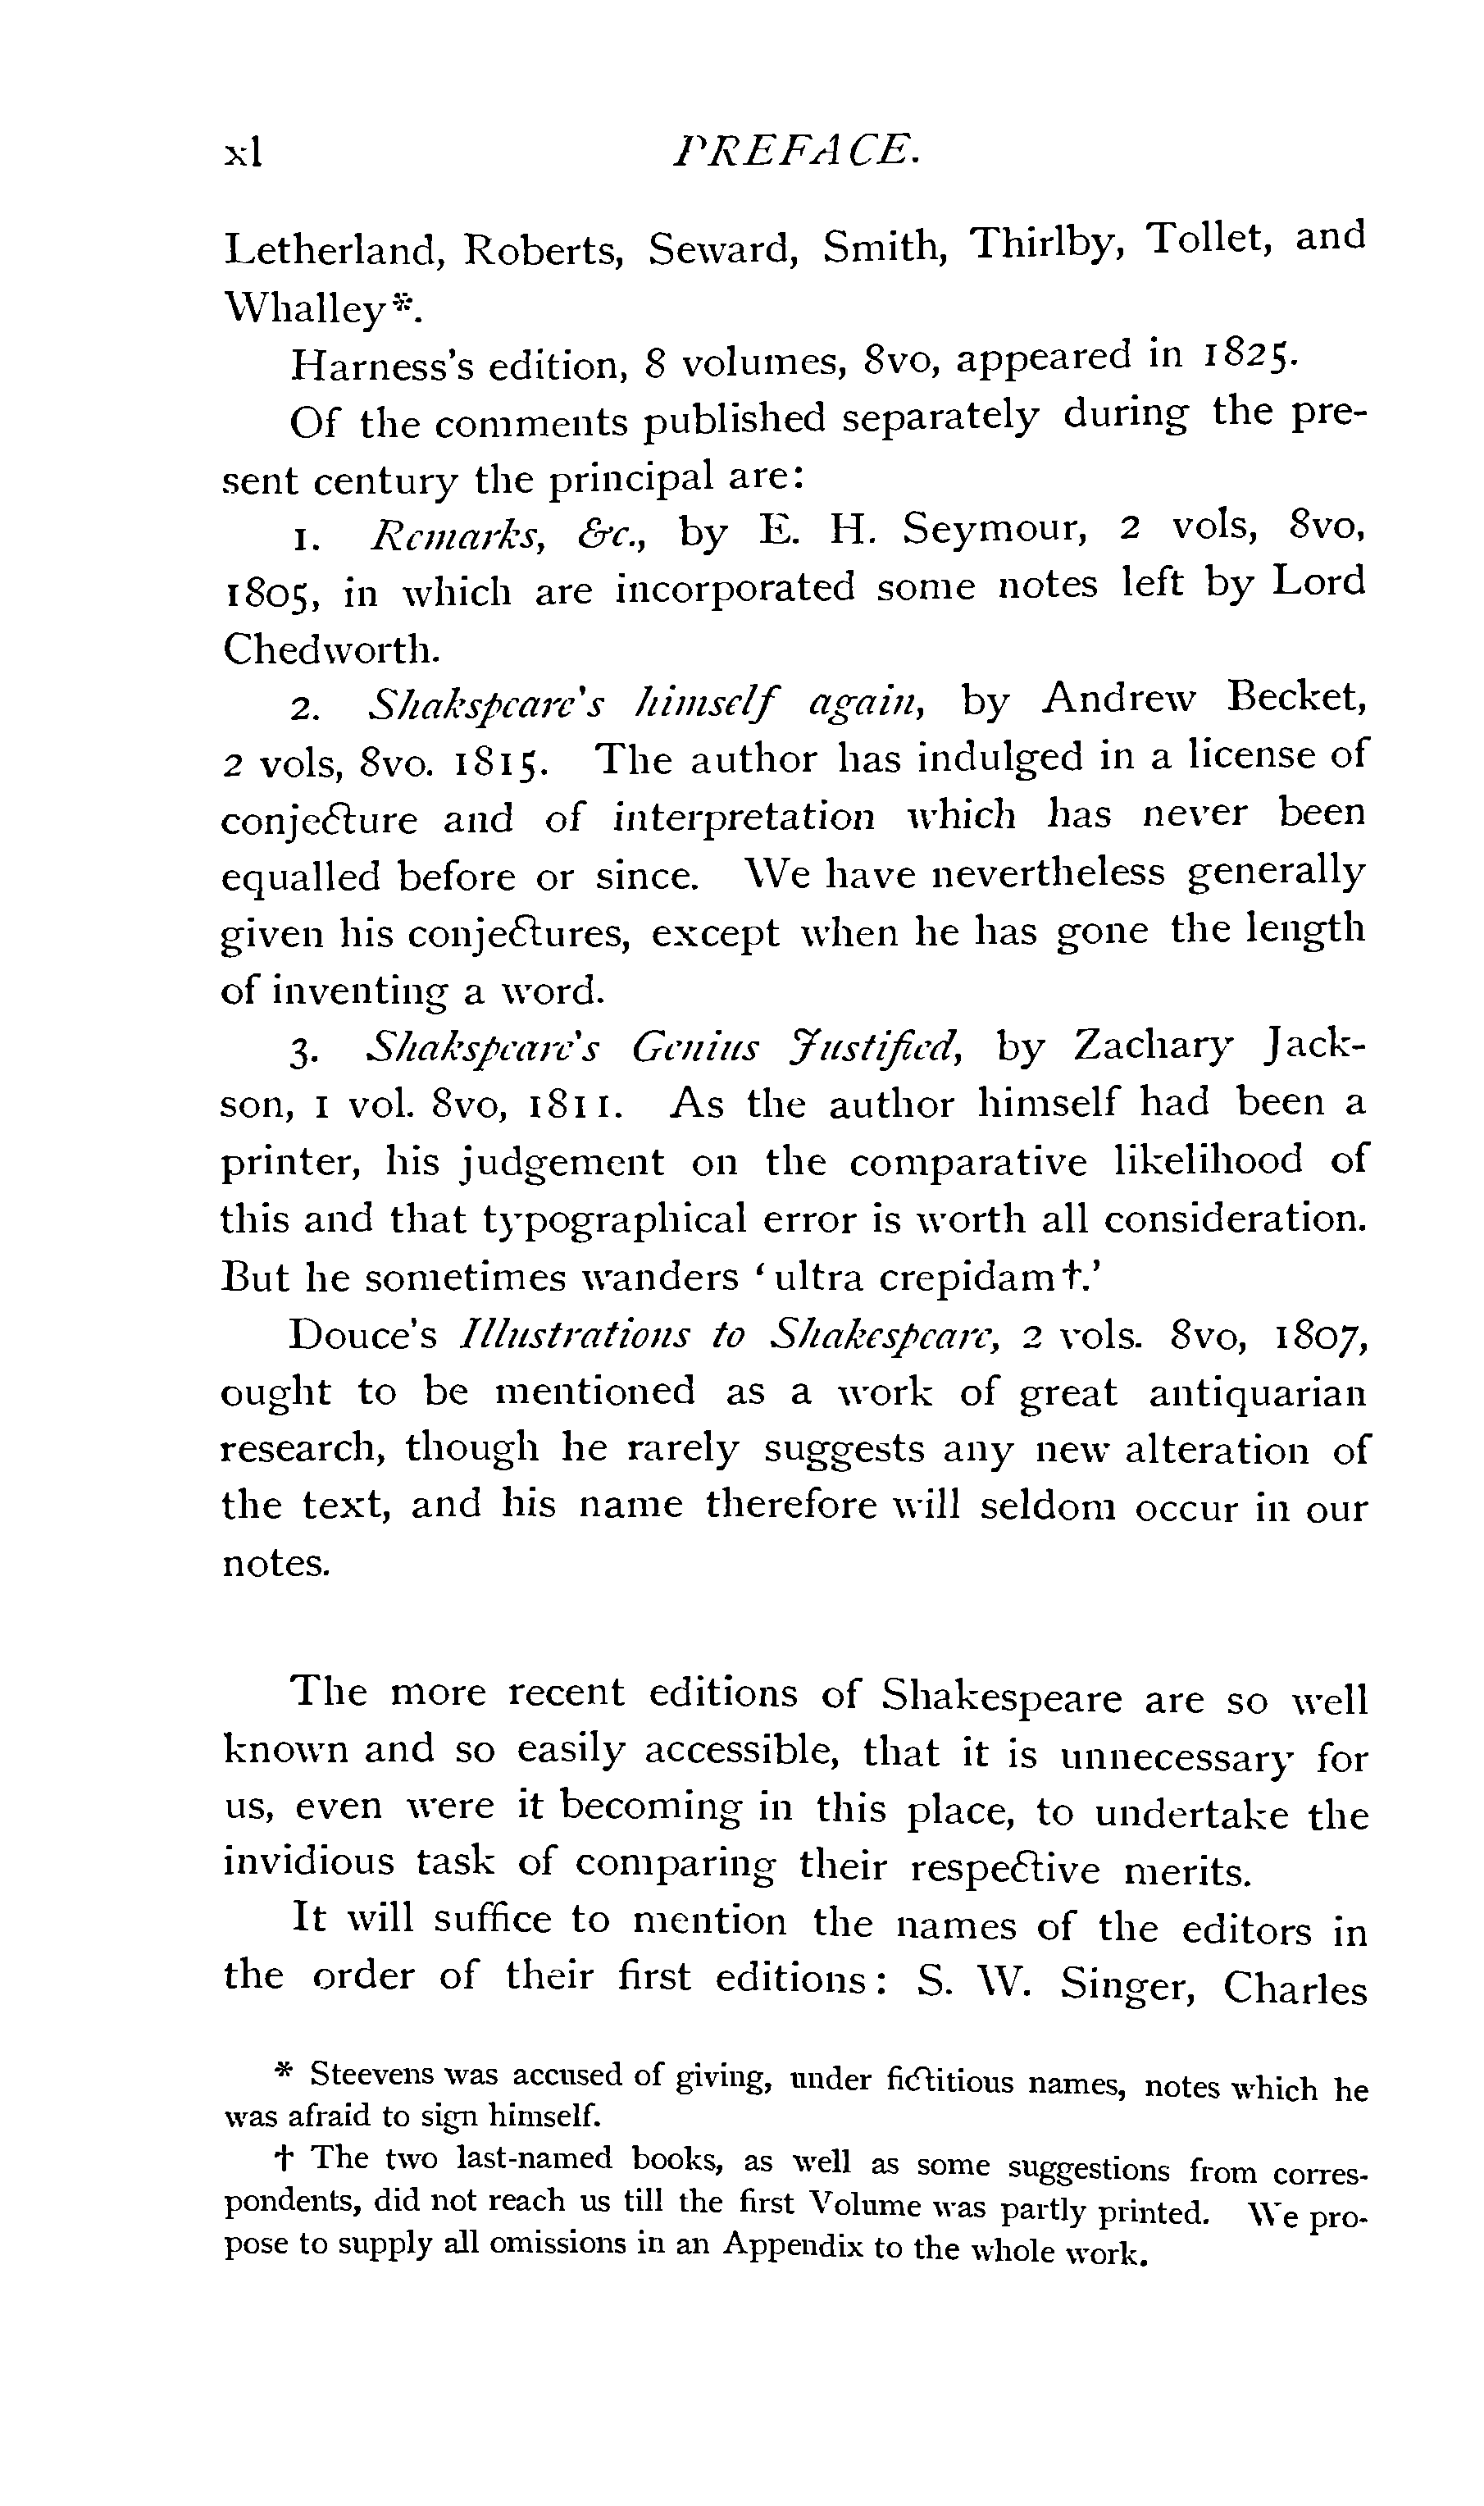 xl PREFACE.
Letherland, Roberts, Seward, Smith, Thirlby, Tollet, and
Whalley*.
Harness's edition, 8 volumes, 8vo, appeared in 1825.
Of the comments published separately during the pre-
sent century the principal are:
1. Remarks, &c., by E. H. Seymour, 2 vols, 8vo,
1805, in which are incorporated some notes left by Lord
Chedworth.
2. Shakspeare's himself again, by Andrew Becket,
2 vols, 8vo. 1815. The author has indulged in a license of
conjecture and of interpretation which has never been
equalled before or since. We have nevertheless generally
given his conjectures, except when he has gone the length
of inventing a word.
3. Shakspeare's Genius Justified, by Zachary Jack-
son, 1 vol. 8vo, 1811. As the author himself had been a
printer, his judgement on the comparative likelihood of
this and that typographical error is worth all consideration.
But he sometimes wanders ‘ultra crepidam†.’
Douce's Illustrations to Shakespeare, 2 vols. 8vo, 1807,
ought to be mentioned as a work of great antiquarian
research, though he rarely suggests any new alteration of
the text, and his name therefore will seldom occur in our
notes.
The more recent editions of Shakespeare are so well
known and so easily accessible, that it is unnecessary for
us, even were it becoming in this place, to undertake the
invidious task of comparing their respective merits.
It will suffice to mention the names of the editors in
the order of their first editions: S. W. Singer, Charles
* Steevens was accused of giving, under fictitious names, notes which he
was afraid to sign himself.
† The two last-named books, as well as some suggestions from corres-
pondents, did not reach us till the first Volume was partly printed. We pro-
pose to supply all omissions in an Appendix to the whole work.